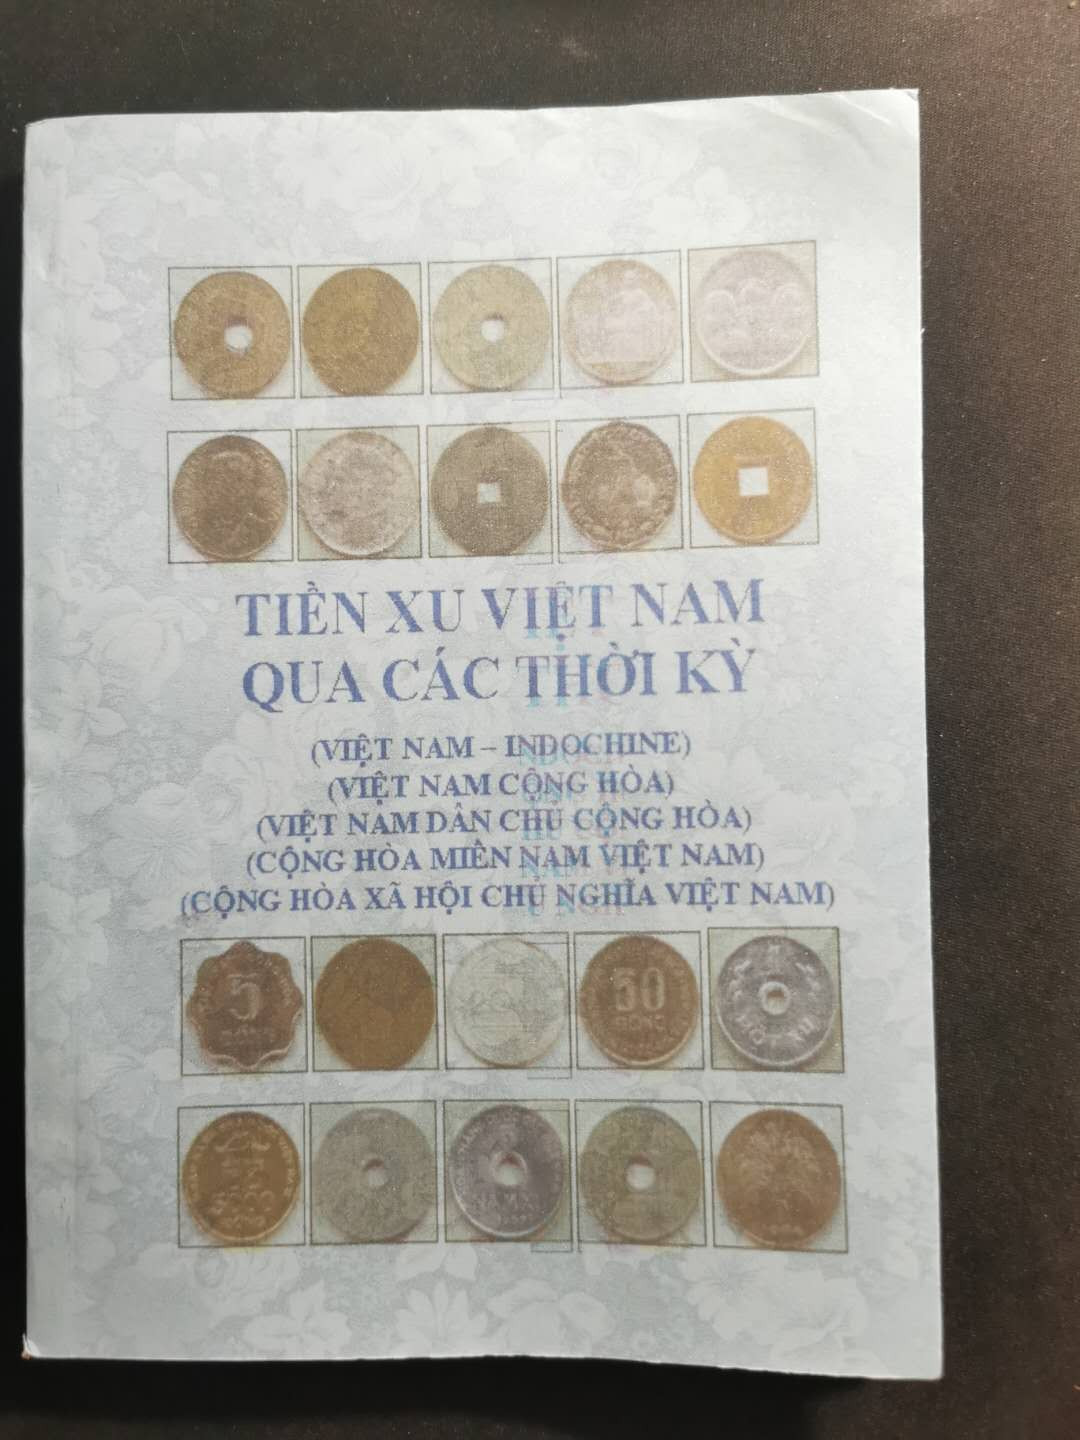 TIỀN XU VIỆT NAM
QUA CÁC THỜI KỲ
(VIỆT NAM – INDOCHINE)
(VIỆT NAM CỘNG HÒA)
(VIỆT NAM DÂN CHỦ CỘNG HÒA)
(CỘNG HÒA MIỀN NAM VIỆT NAM)
(CỘNG HÒA XÃ HỘI CHỦ NGHĨA VIỆT NAM)
5
50
ĐỒNG